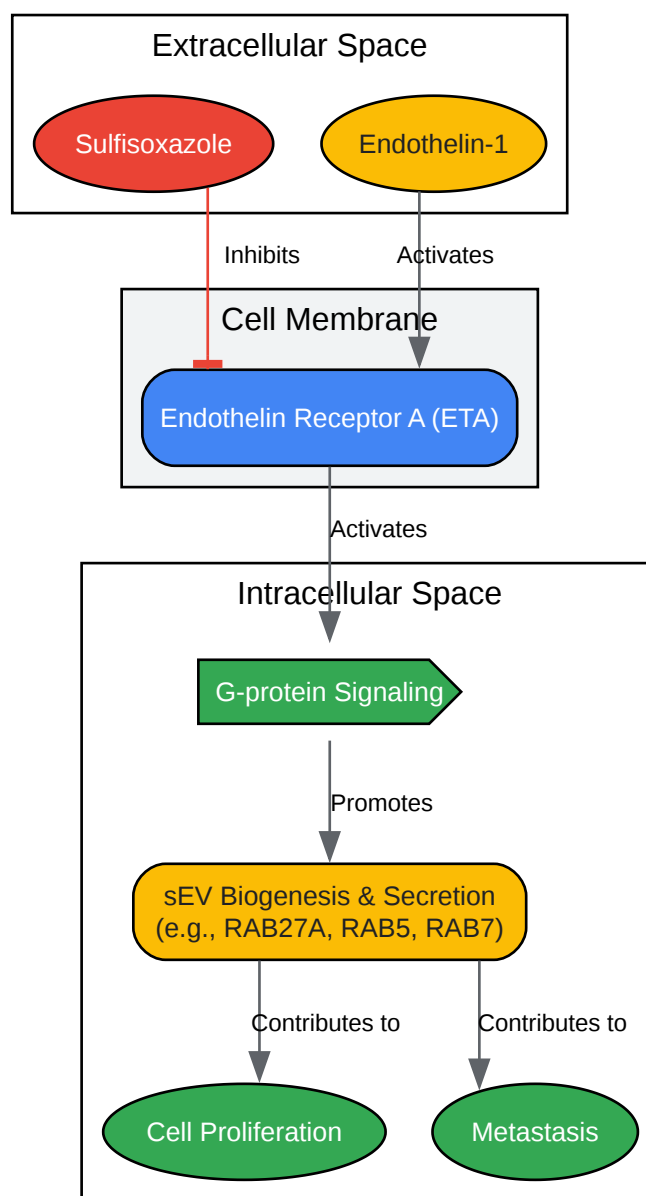 Extracellular Space
Sulfisoxazole
Endothelin-1
Inhibits
Activates
Cell Membrane
Endothelin Receptor A (ETA)
Activates
Intracellular Space
G-protein Signaling
Promotes
sEV Biogenesis & Secretion
(e.g., RAB27A, RAB5, RAB7)
Contributes to
Contributes to
Cell Proliferation
Metastasis